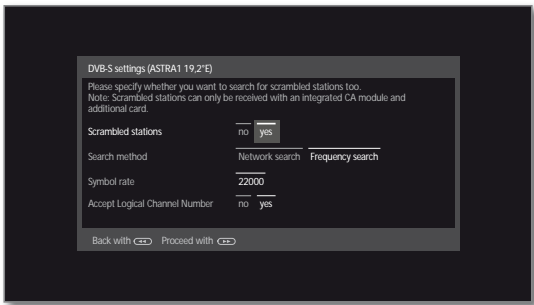 DVB-S settings (ASTRA1 19,2°E)
Please specify whether you want to search for scrambled stations too.
Note: Scrambled stations can only be received with an integrated CA module and
additional card.
Scrambled stations no yes
Search method Network search Frequency search
Symbol rate 22000
Accept Logical Channel Number no yes
Back with Proceed with